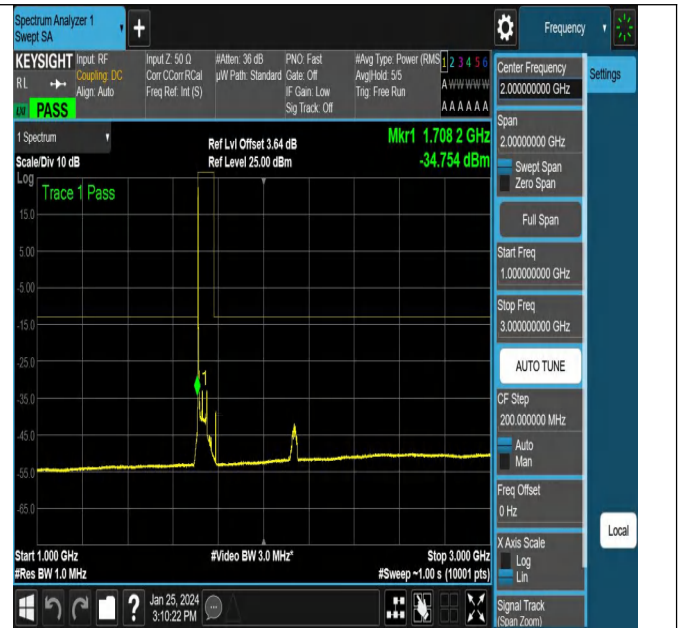 Spectrum Analyzer 1
Swept SA
+
Frequency
KEYSIGHT
RL
PASS
Input: RF
Coupling: DC
Align: Auto
Input Z: 50 Ω
Corr CCorr RCal
Freq Ref: Int (S)
#Atten: 36 dB
µW Path: Standard
PNO: Fast
Gate: Off
IF Gain: Low
Sig Track: Off
#Avg Type: Power (RMS
Avg|Hold: 5/5
Trig: Free Run
1 2 3 4 5 6
A W W W W W
A A A A A A
1 Spectrum
Scale/Div 10 dB
Ref Lvl Offset 3.64 dB
Ref Level 25.00 dBm
Mkr1 1.708 2 GHz
-34.754 dBm
Log
Trace 1 Pass
15.0
5.00
-5.00
-15.0
-25.0
-35.0
-45.0
-55.0
-65.0
1
Start 1.000 GHz
#Res BW 1.0 MHz
#Video BW 3.0 MHz*
Stop 3.000 GHz
#Sweep ~1.00 s (10001 pts)
?
Jan 25, 2024
3:10:22 PM
Center Frequency
2.000000000 GHz
Span
2.00000000 GHz
Swept Span
Zero Span
Full Span
Start Freq
1.000000000 GHz
Stop Freq
3.000000000 GHz
AUTO TUNE
CF Step
200.000000 MHz
Auto
Man
Freq Offset
0 Hz
X Axis Scale
Log
Lin
Signal Track
(Span Zoom)
Settings
Local